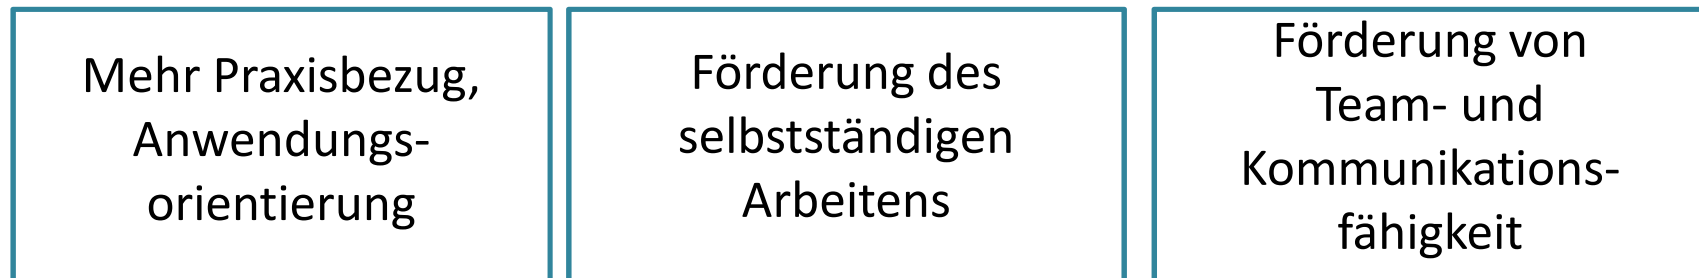 Mehr Praxisbezug,
Anwendungs-
orientierung
Förderung des
selbstständigen
Arbeitens
Förderung von
Team- und
Kommunikations-
fähigkeit